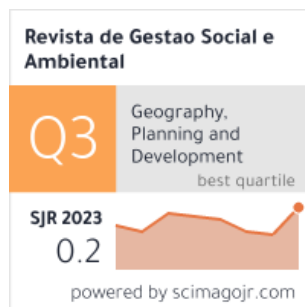 Revista de Gestao Social e
Ambiental
Q3
Geography,
Planning and
Development
best quartile
SJR 2023
0.2
powered by scimagojr.com